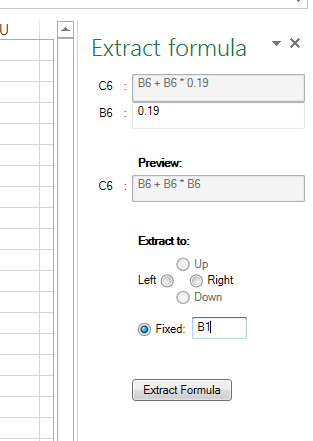 U
Extract formula
C6 : B6 + B6 * 0.19
B6 : 0.19
Preview:
C6 : B6 + B6 * B6
Extract to:
Up
Left Right
Down
Fixed: B1
Extract Formula